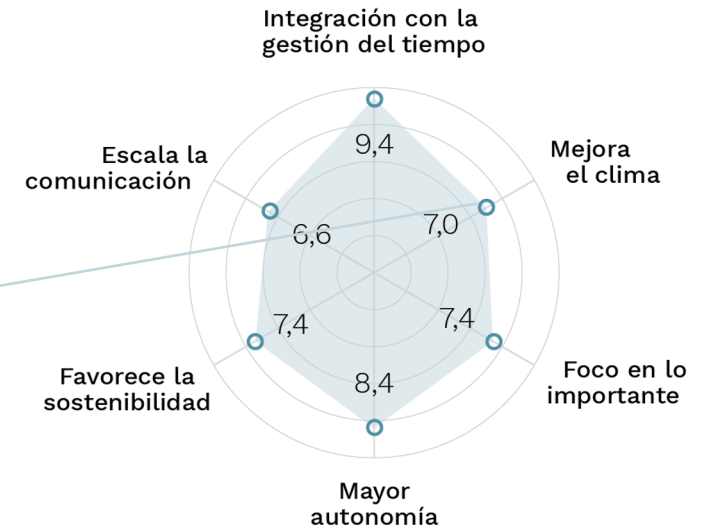 Integración con la
gestión del tiempo
9,4
Escala la
comunicación
Mejora
el clima
6,6
7,0
7,4
7,4
Favorece la
sostenibilidad
8,4
Foco en lo
importante
Mayor
autonomía